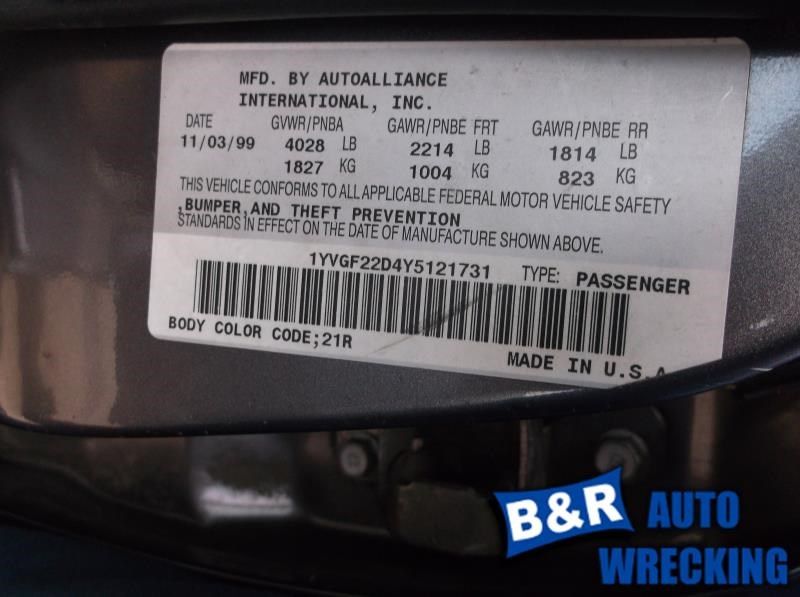 MFD. BY AUTOALLIANCE
INTERNATIONAL, INC.
DATE GVWR/PNBA GAWR/PNBE FRT GAWR/PNBE RR
11/03/99 4028 LB 2214 LB 1814 LB
1827 KG 1004 KG 823 KG
THIS VEHICLE CONFORMS TO ALL APPLICABLE FEDERAL MOTOR VEHICLE SAFETY
,BUMPER,AND THEFT PREVENTION
STANDARDS IN EFFECT ON THE DATE OF MANUFACTURE SHOWN ABOVE.
1YVGF22D4Y5121731 TYPE: PASSENGER
BODY COLOR CODE;21R
MADE IN U.S.A
B&R AUTO
WRECKING